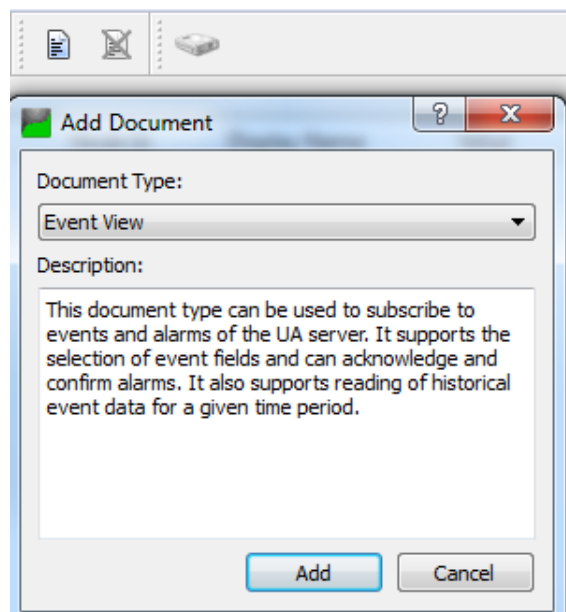 Add Document
Document Type:
Event View
Description:
This document type can be used to subscribe to
events and alarms of the UA server. It supports the
selection of event fields and can acknowledge and
confirm alarms. It also supports reading of historical
event data for a given time period.
Add
Cancel